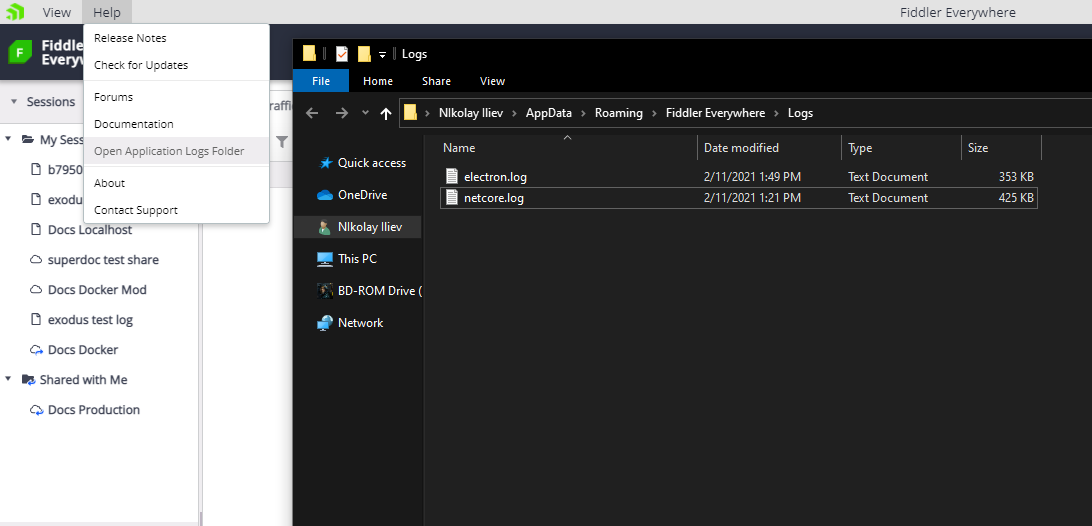 View Help Fiddler Everywhere
F Fiddler
Everyw
Release Notes
Check for Updates
Forums
Documentation
Open Application Logs Folder
About
Contact Support
Sessions
My Sess
b7950
exodus
Docs Localhost
superdoc test share
Docs Docker Mod
exodus test log
Docs Docker
Shared with Me
Docs Production
raffic
Logs
File Home Share View
NIkolay Iliev > AppData > Roaming > Fiddler Everywhere > Logs
Quick access
OneDrive
NIkolay Iliev
This PC
BD-ROM Drive (
Network
Name Date modified Type Size
electron.log 2/11/2021 1:49 PM Text Document 353 KB
netcore.log 2/11/2021 1:21 PM Text Document 425 KB